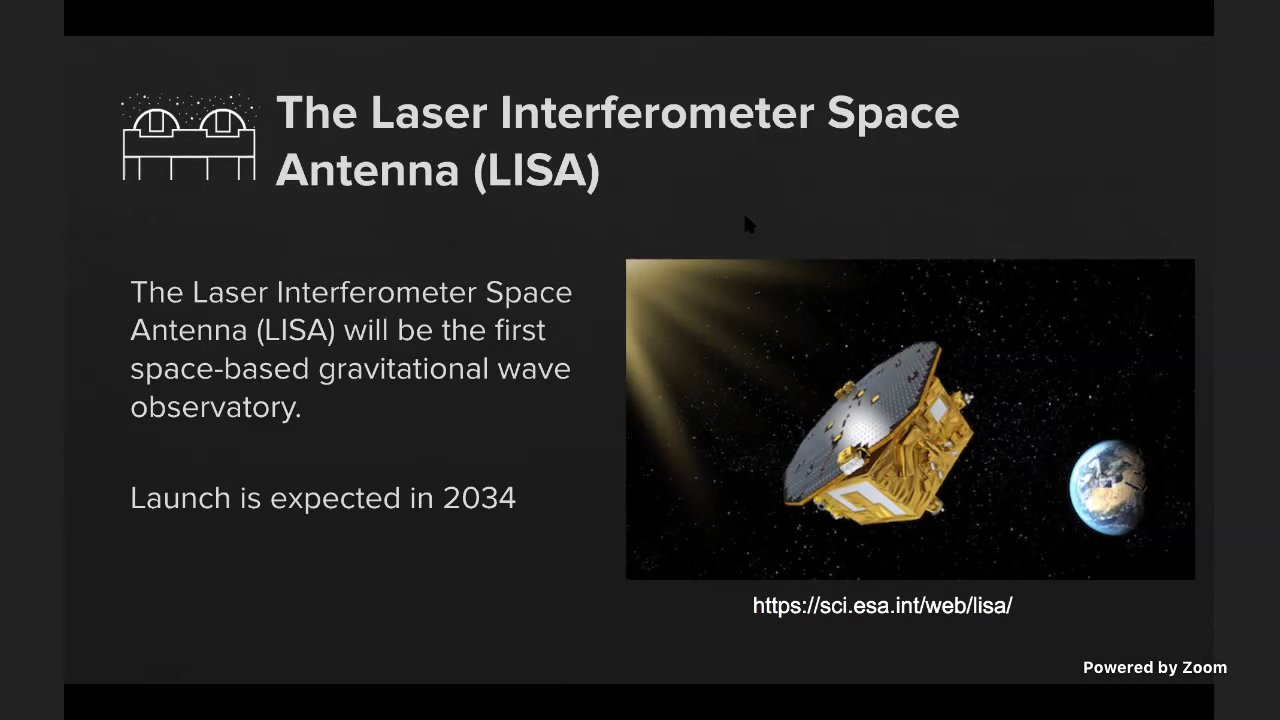 The Laser Interferometer Space
Antenna (LISA)
The Laser Interferometer Space
Antenna (LISA) will be the first
space-based gravitational wave
observatory.
Launch is expected in 2034
https://sci.esa.int/web/lisa/
Powered by Zoom